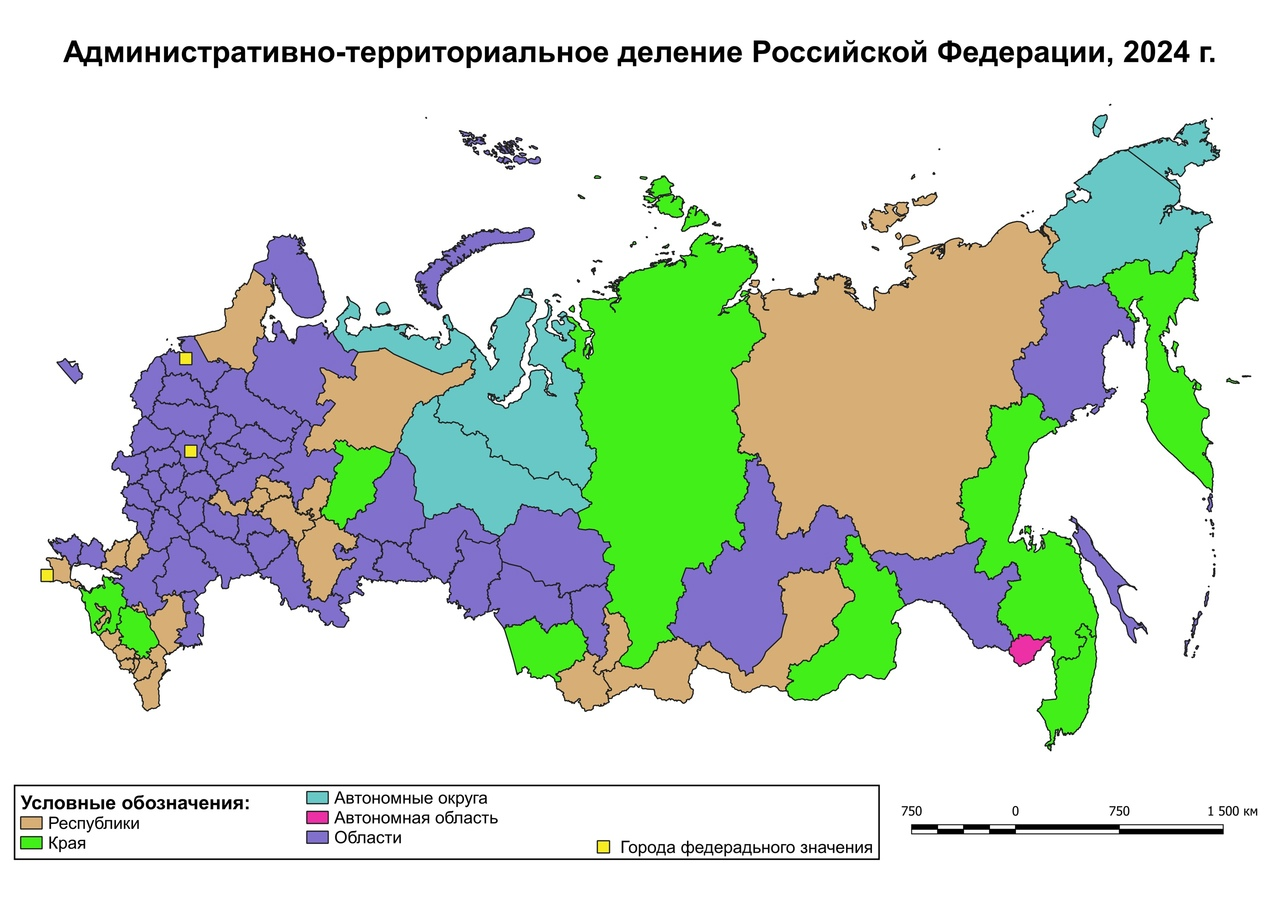 Административно-территориальное деление Российской Федерации, 2024 г.
Условные обозначения:
Республики
Края
Автономные округа
Автономная область
Области
Города федерадьного значения
750 0 750 1 500 км